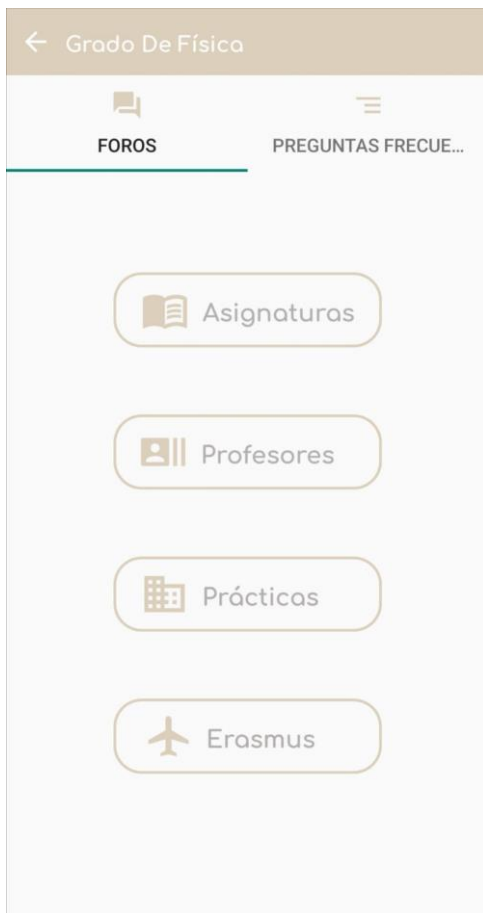 Grado De Física
FOROS
PREGUNTAS FRECUE...
Asignaturas
Profesores
Prácticas
Erasmus